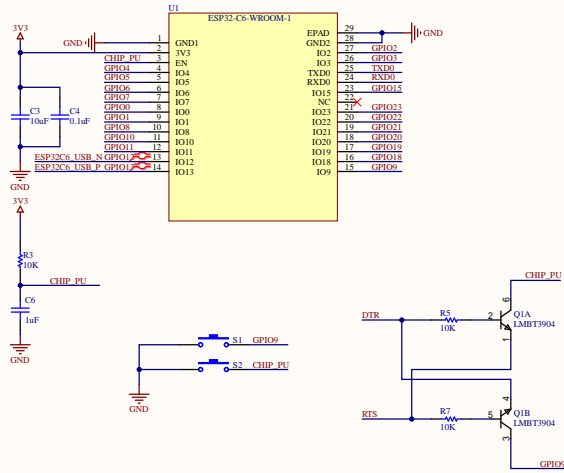 U1
ESP32-C6-WROOM-1
3V3
GND
1 GND1
2 3V3
CHIP_PU 3 EN
GPIO4 4 IO4
GPIO5 5 IO5
GPIO6 6 IO6
GPIO7 7 IO7
GPIO0 8 IO0
GPIO1 9 IO1
GPIO8 10 IO8
GPIO10 11 IO10
GPIO11 12 IO11
ESP32C6_USB_N 13 IO12
ESP32C6_USB_P 14 IO13
EPAD 29
GND2 28
GND
IO2 27 GPIO2
IO3 26 GPIO3
TXD0 25 TXD0
RXD0 24 RXD0
IO15 23 GPIO15
NC 22
IO23 21 GPIO23
IO22 20 GPIO22
IO21 19 GPIO21
IO20 18 GPIO20
IO19 17 GPIO19
IO18 16 GPIO18
IO9 15 GPIO9
C3
10uF
C4
0.1uF
GND
3V3
R3
10K
CHIP_PU
C6
1uF
GND
S1 GPIO9
S2 CHIP_PU
GND
CHIP_PU
6
DTR
R5
10K
2
Q1A
LMBT3904
1
RTS
R7
10K
5
4
Q1B
LMBT3904
3
GPIO9